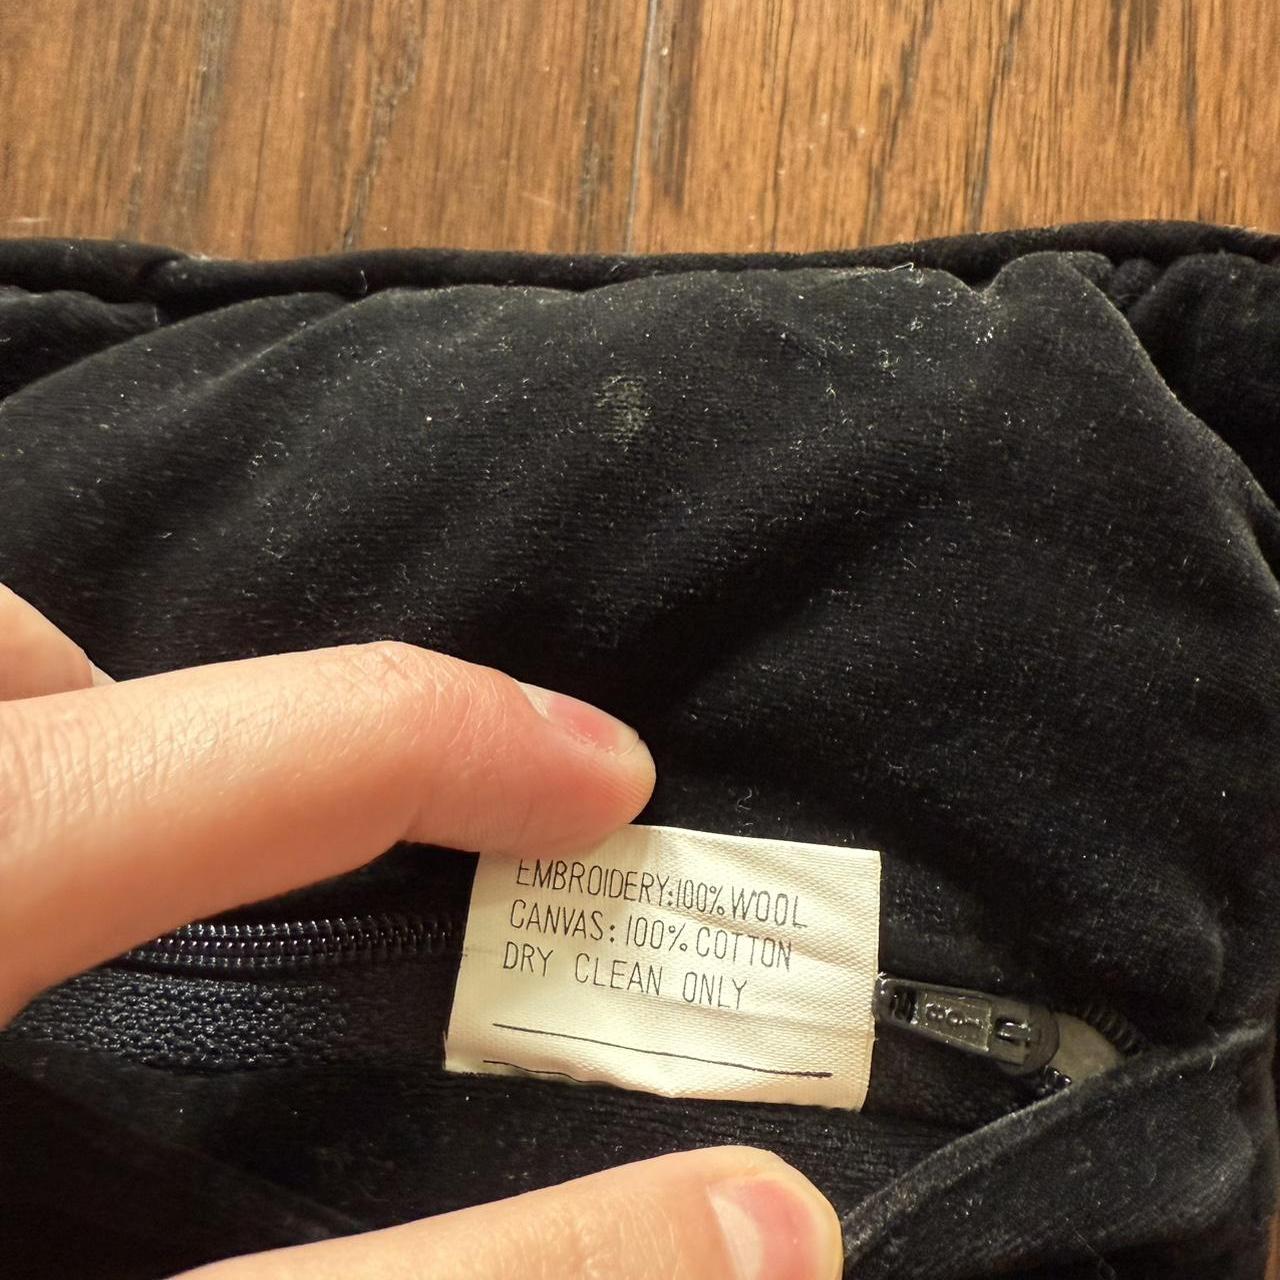 EMBROIDERY:100% WOOL
CANVAS: 100% COTTON
DRY CLEAN ONLY